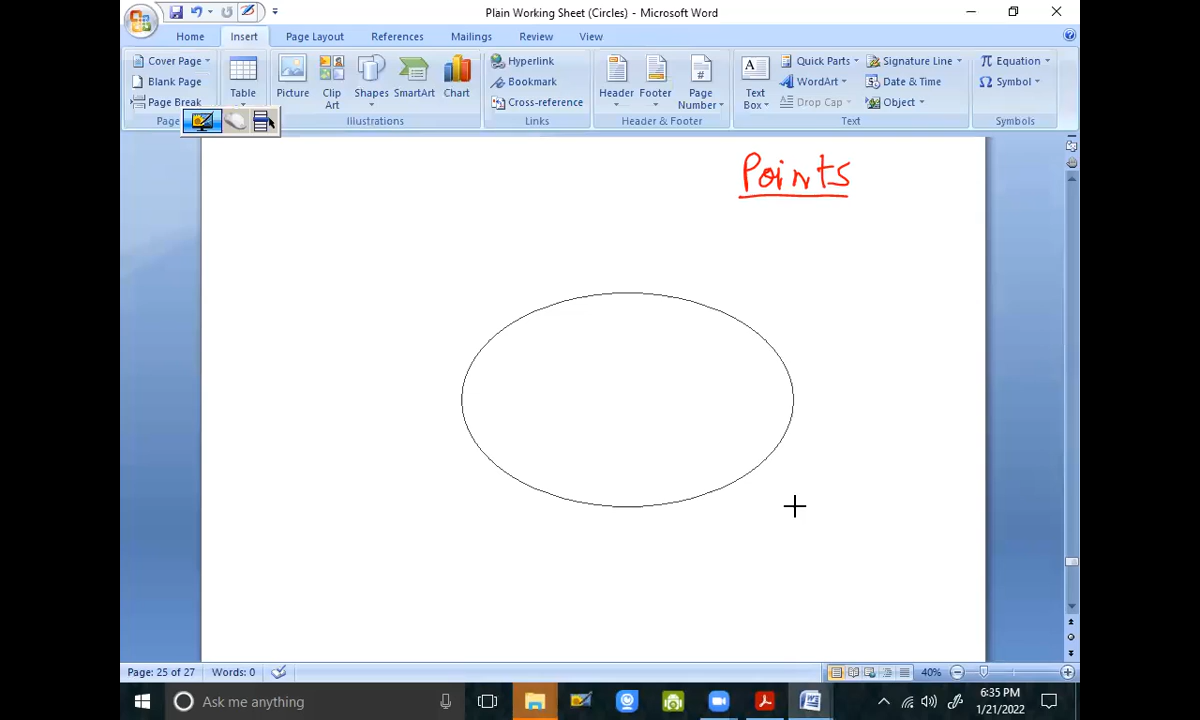 Plain Working Sheet (Circles) - Microsoft Word
Home Insert Page Layout References Mailings Review View
Cover Page
Blank Page
Page Break
Table
Picture
Clip Art
Shapes
SmartArt
Chart
Hyperlink
Bookmark
Cross-reference
Header
Footer
Page Number
Text Box
Quick Parts
WordArt
Drop Cap
Signature Line
Date & Time
Object
Equation
Symbol
Page
Illustrations
Links
Header & Footer
Text
Symbols
Points
Page: 25 of 27 Words: 0 40%
Ask me anything
6:35 PM
1/21/2022